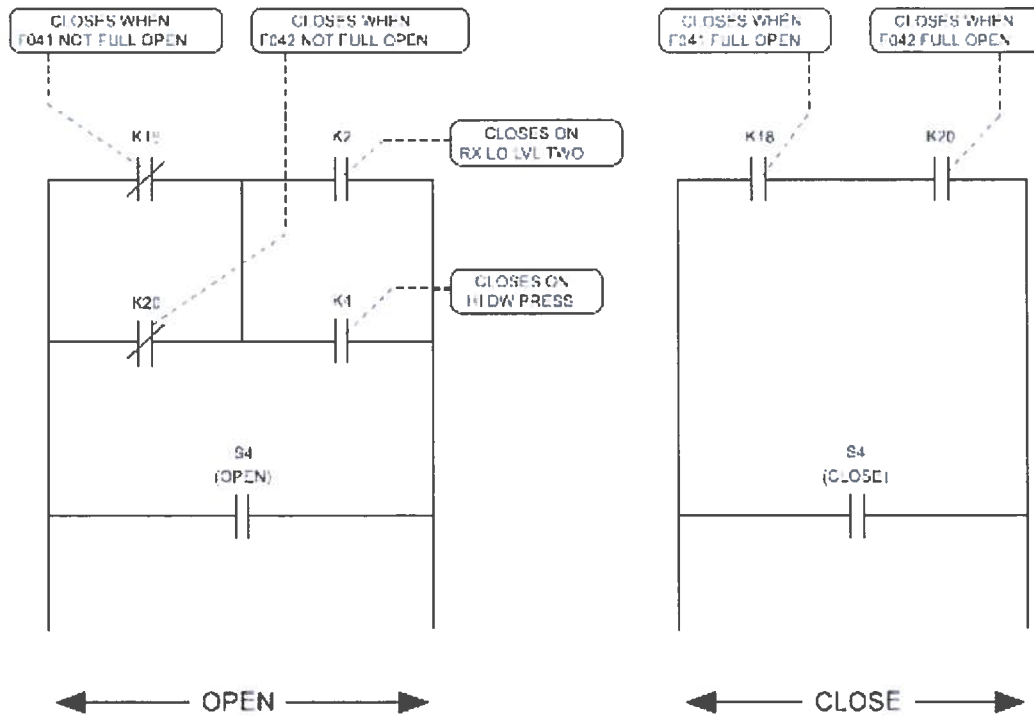 CLOSES WHEN
F041 NOT FULL OPEN
CLOSES WHEN
F042 NOT FULL OPEN
CLOSES WHEN
F041 FULL OPEN
CLOSES WHEN
F042 FULL OPEN
K18
K2
CLOSES ON
RX LO LVL TWO
K18
K20
K20
K4
CLOSES ON
HI DW PRESS
S4
(OPEN)
S4
(CLOSE)
OPEN
CLOSE